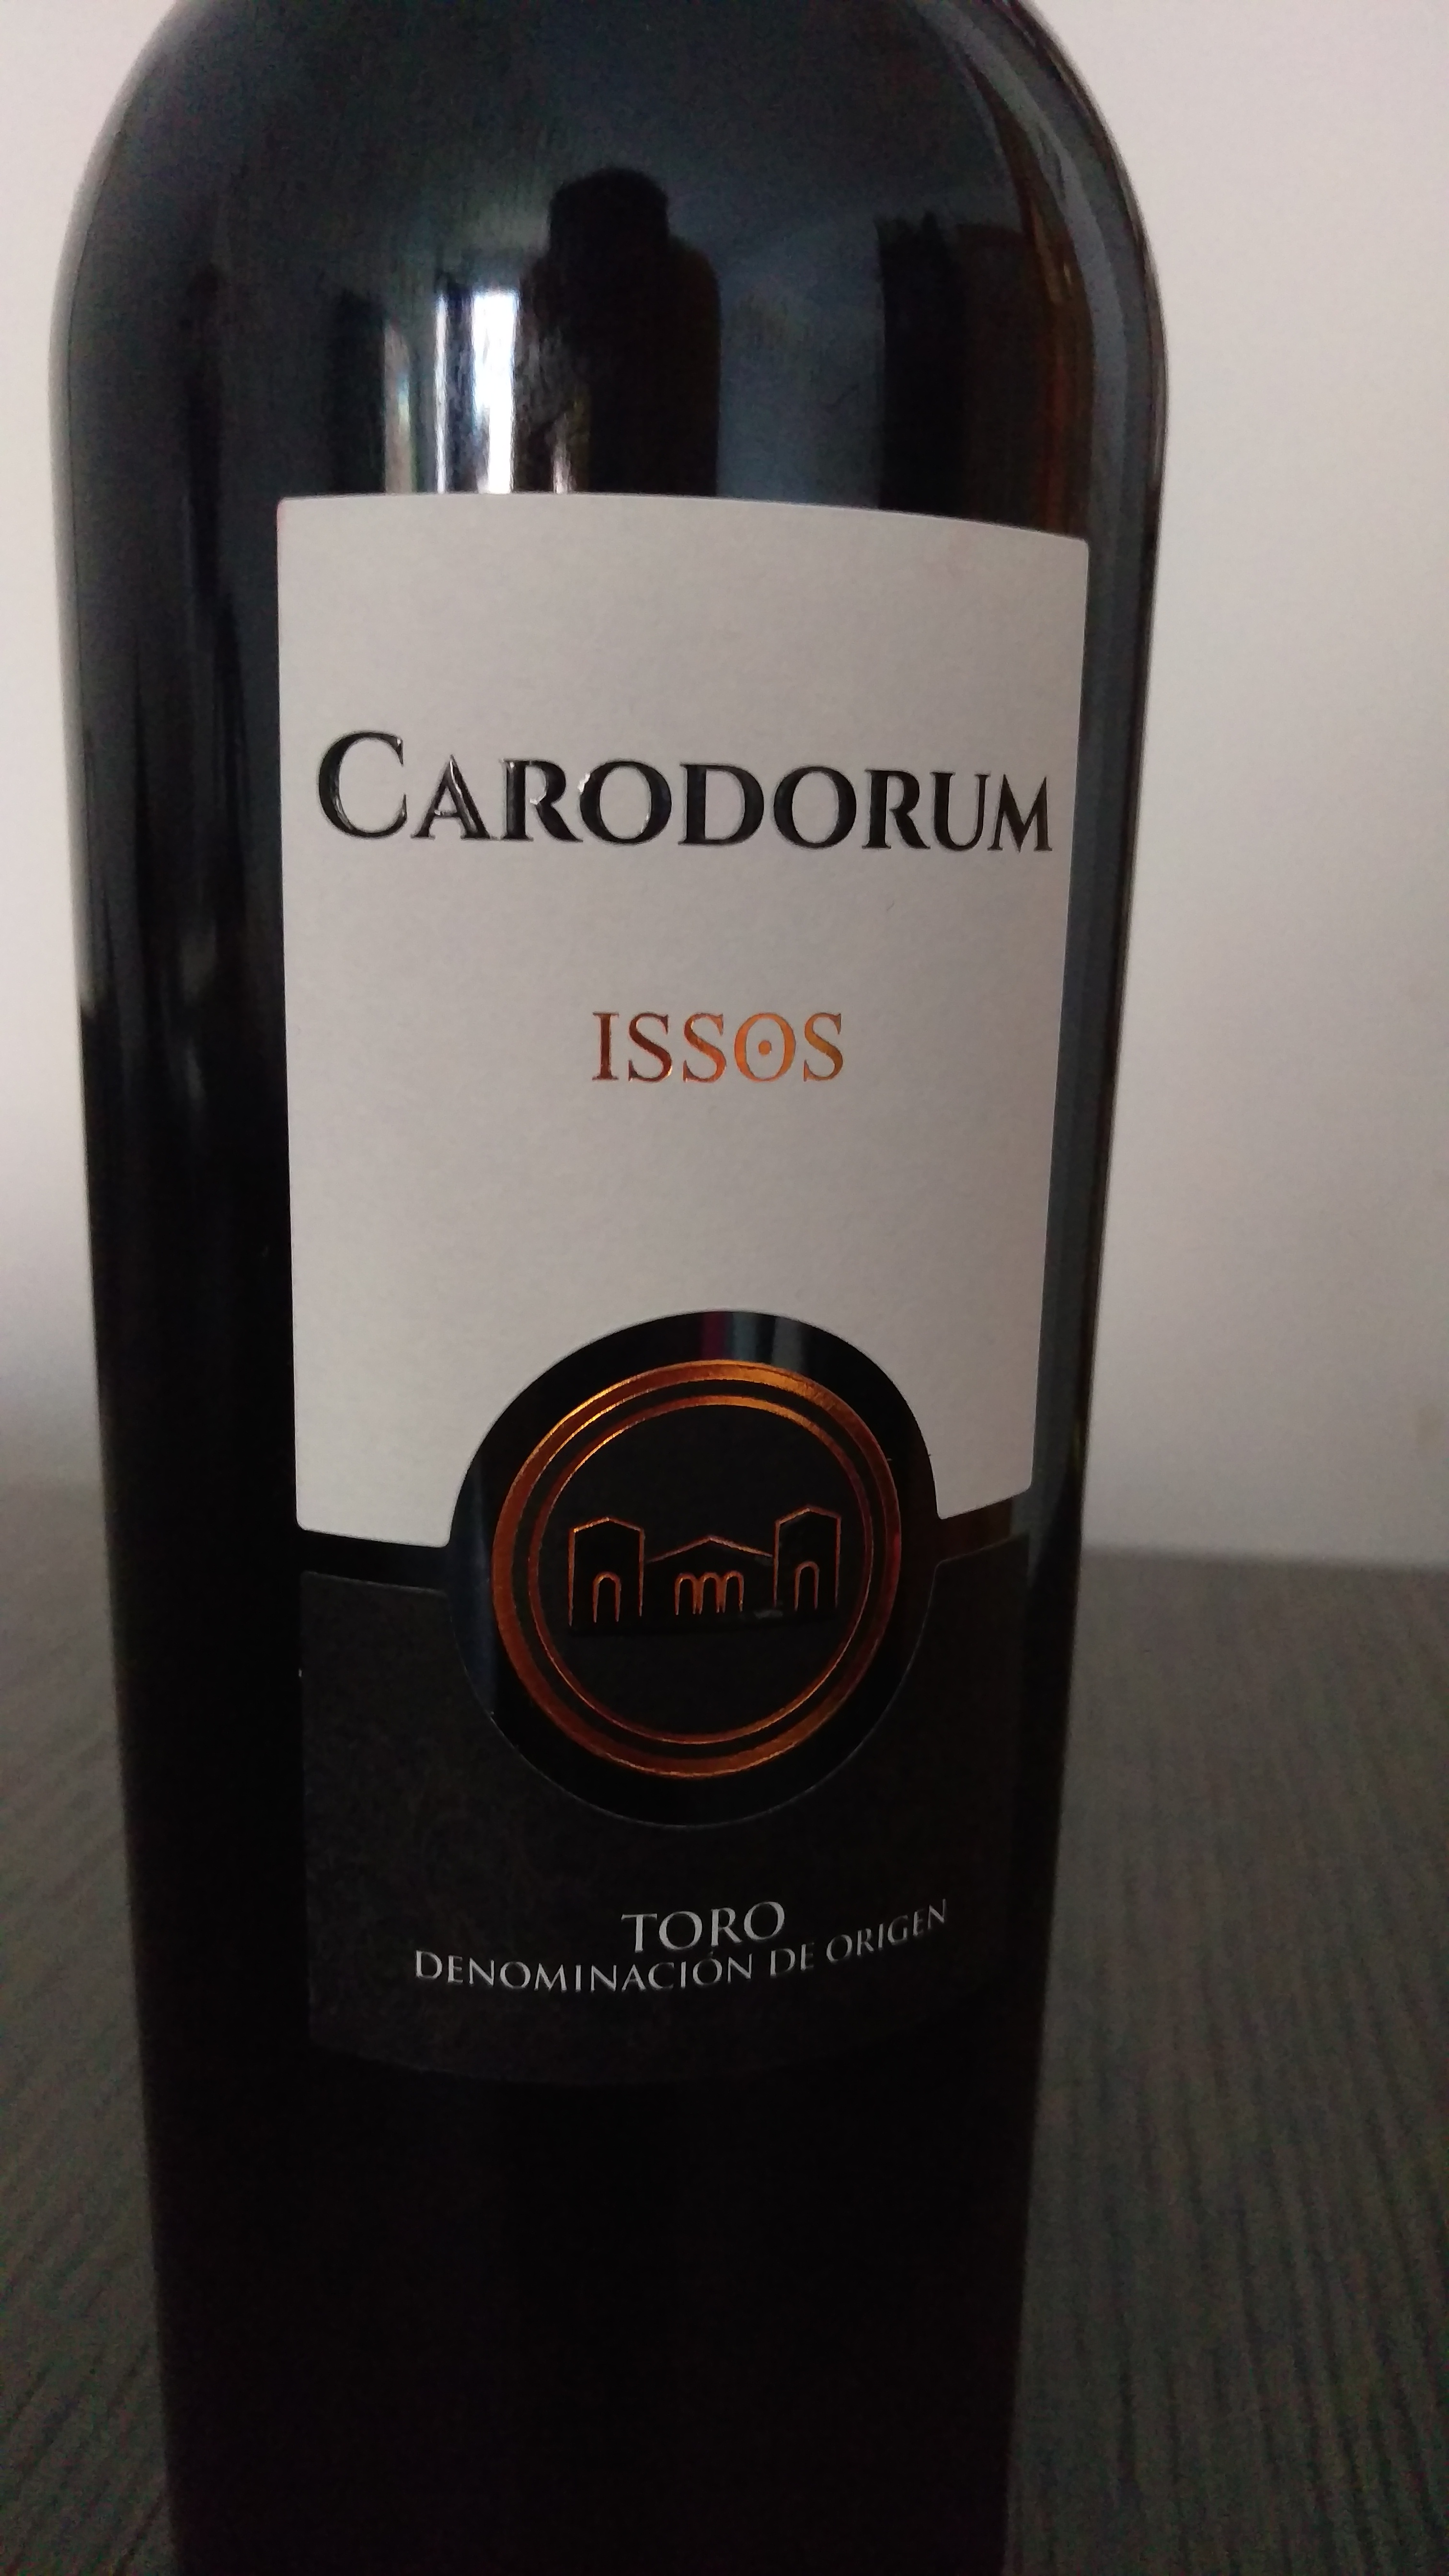 CARODORUM
ISSOS
TORO
DENOMINACIÓN DE ORIGEN